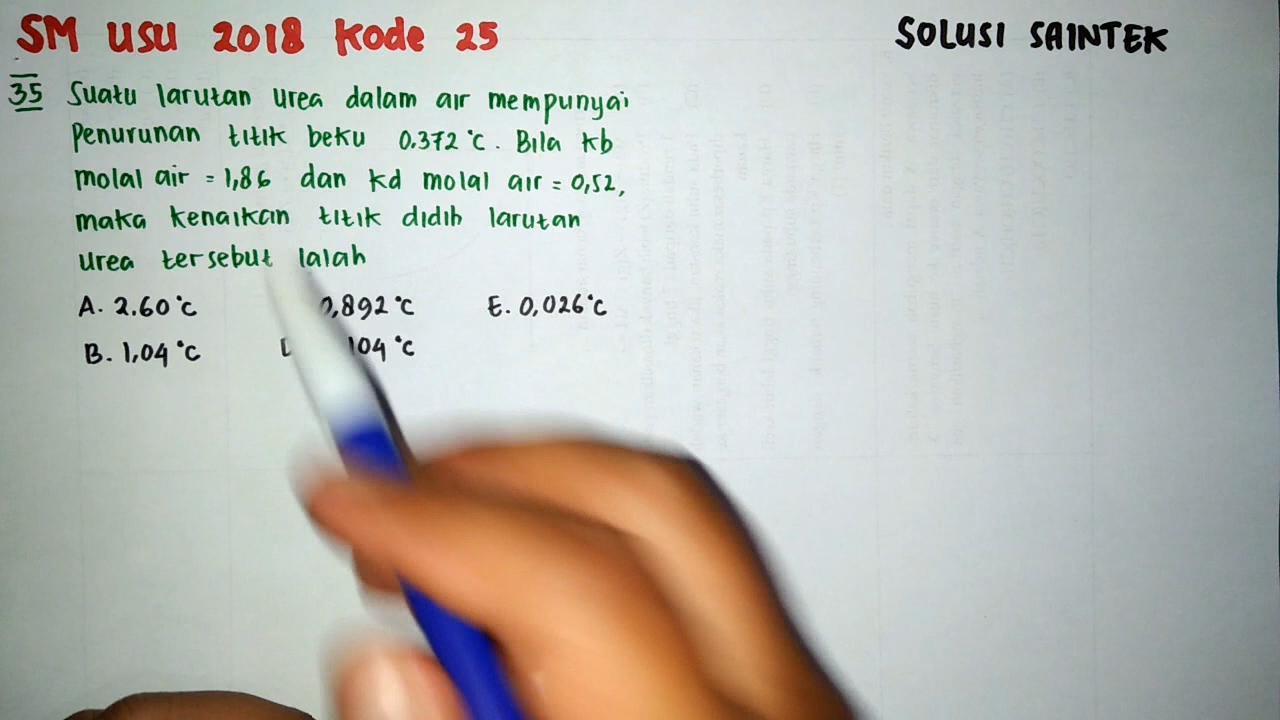 SM USU 2018 Kode 25
SOLUSI SAINTEK
35 Suatu larutan urea dalam air mempunyai
Penurunan titik beku 0.372 °C. Bila Kb
molal air = 1,86 dan Kd molal air = 0,52,
maka kenaikan titik didih larutan
urea tersebut ialah
A. 2.60 °C ,892 °C E. 0,026 °C
B. 1,04 °C 104 °C